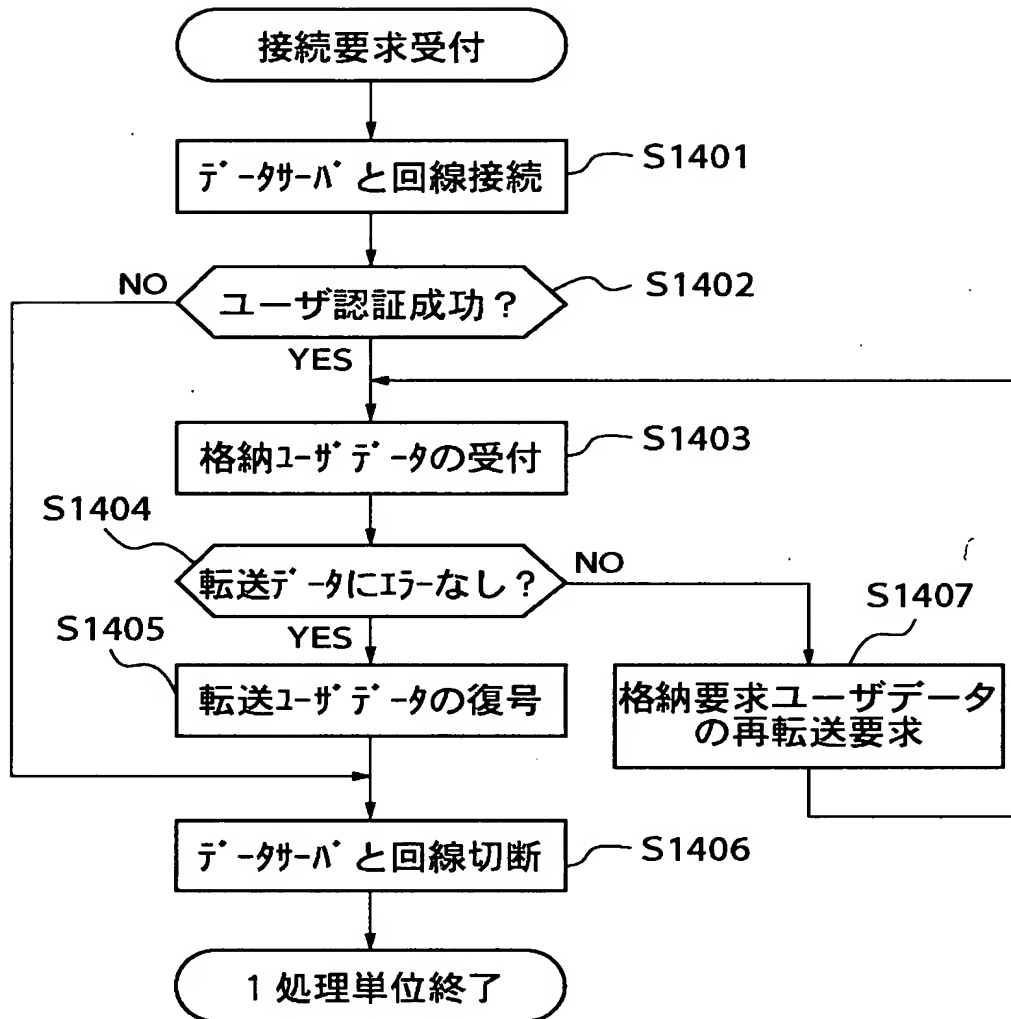 接続要求受付
データサーバと回線接続
S1401
NO
ユーザ認証成功？
S1402
YES
格納ユーザデータの受付
S1403
S1404
転送データにエラーなし？
NO
S1407
S1405
YES
転送ユーザデータの復号
格納要求ユーザデータ
の再転送要求
データサーバと回線切断
S1406
1処理単位終了